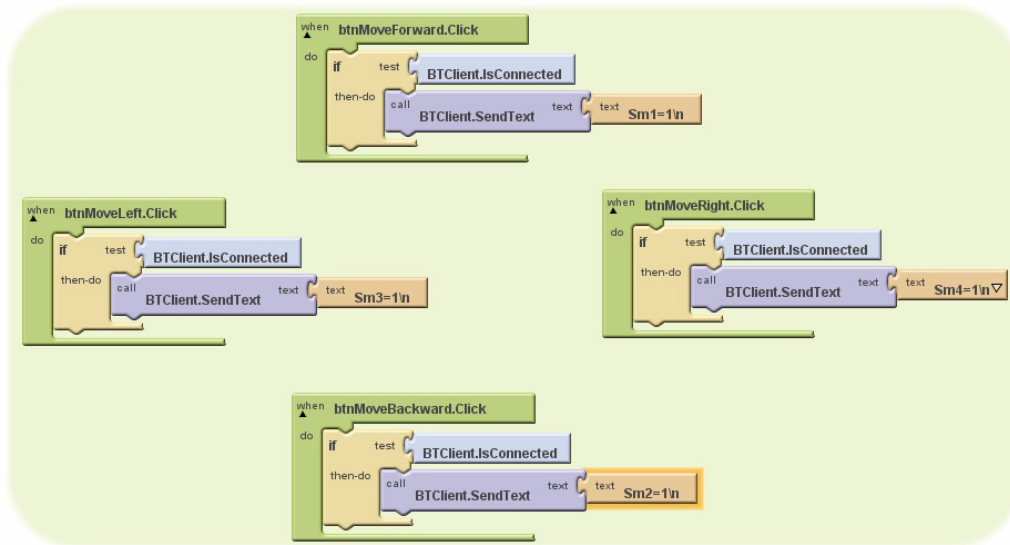 when btnMoveForward.Click
do if test BTClient.IsConnected
then-do call BTClient.SendText text text Sm1=1\n
when btnMoveLeft.Click
do if test BTClient.IsConnected
then-do call BTClient.SendText text text Sm3=1\n
when btnMoveRight.Click
do if test BTClient.IsConnected
then-do call BTClient.SendText text text Sm4=1\n
when btnMoveBackward.Click
do if test BTClient.IsConnected
then-do call BTClient.SendText text text Sm2=1\n